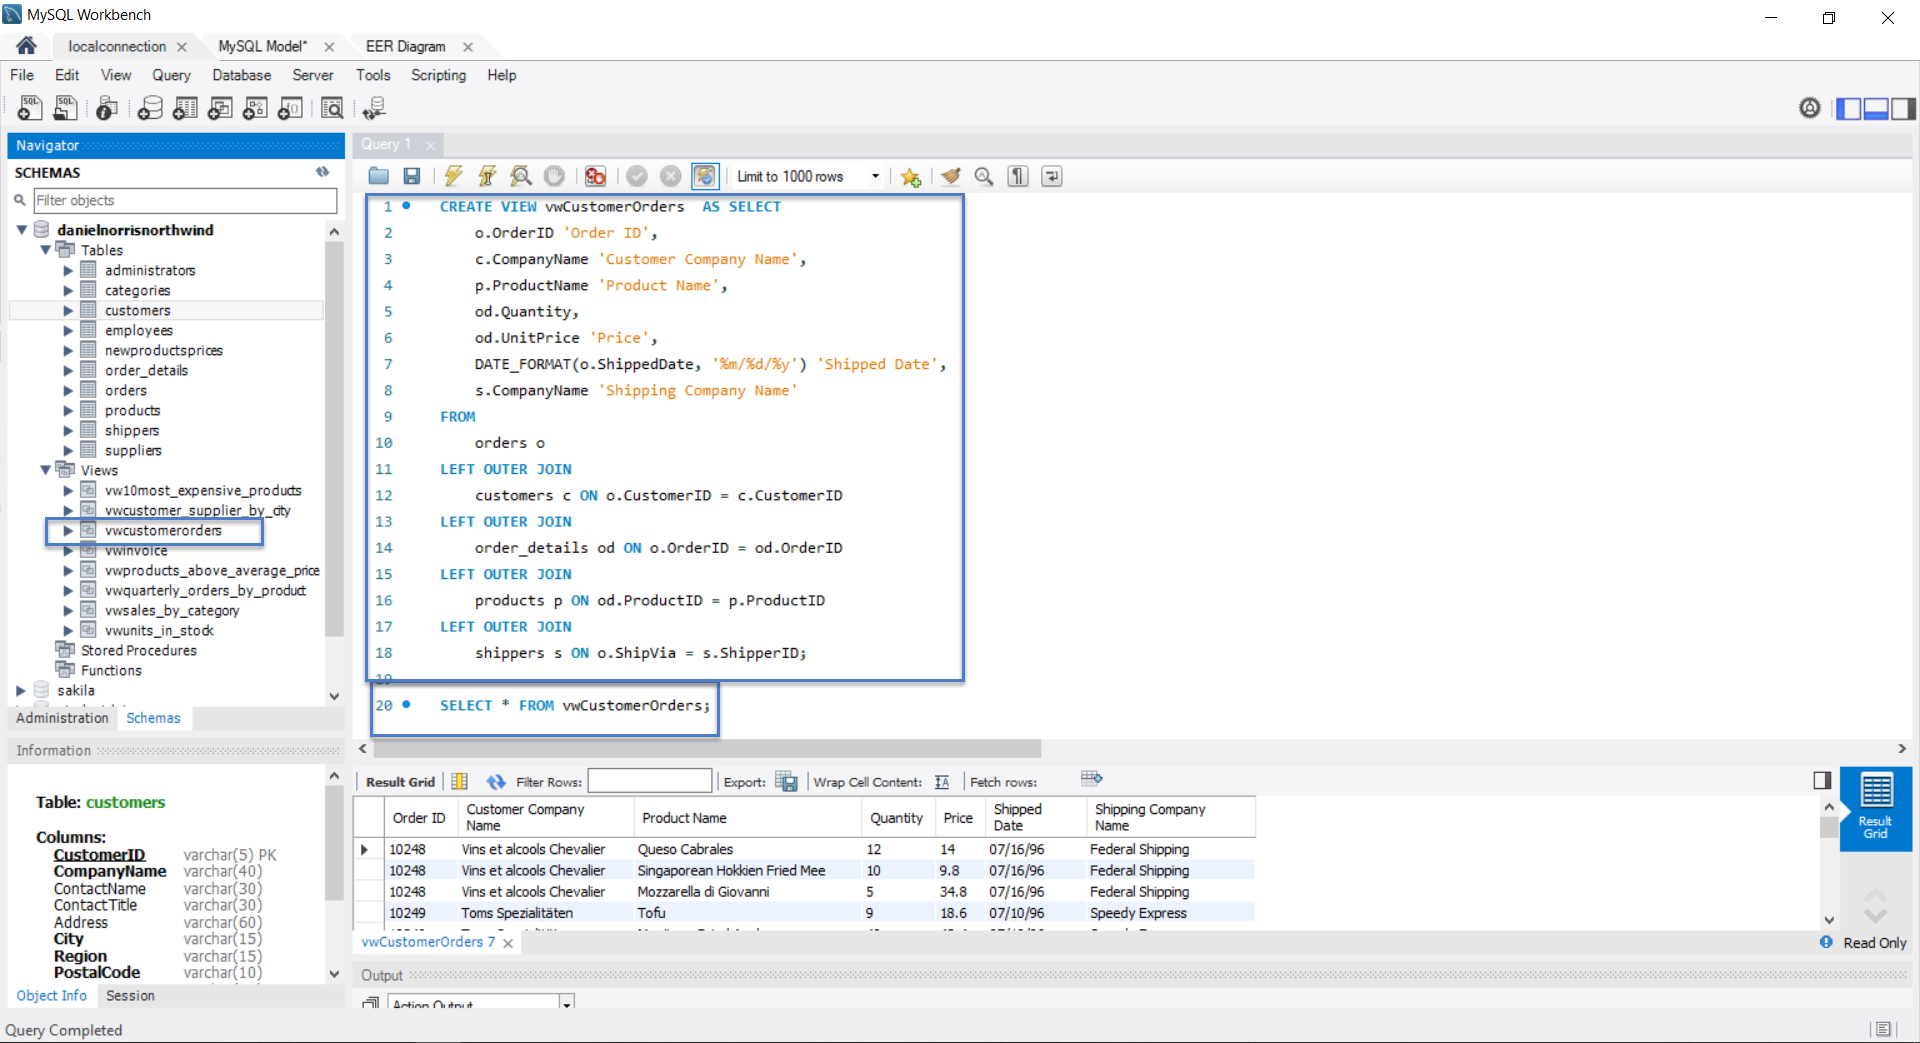 MySQL Workbench
localconnection
MySQL Model*
EER Diagram
File Edit View Query Database Server Tools Scripting Help
Navigator
SCHEMAS
Filter objects
danielnorrisnorthwind
Tables
administrators
categories
customers
employees
newproductsprices
order_details
orders
products
shippers
suppliers
Views
vw10most_expensive_products
vwcustomer_supplier_by_city
vwcustomerorders
vwinvoice
vwproducts_above_average_price
vwquarterly_orders_by_product
vwsales_by_category
vwunits_in_stock
Stored Procedures
Functions
sakila
Administration Schemas
Information
Table: customers
Columns:
CustomerID varchar(5) PK
CompanyName varchar(40)
ContactName varchar(30)
ContactTitle varchar(30)
Address varchar(60)
City varchar(15)
Region varchar(15)
PostalCode varchar(10)
Object Info Session
Query Completed
Query 1
Limit to 1000 rows
1 CREATE VIEW vwCustomerOrders AS SELECT
2 o.OrderID 'Order ID',
3 c.CompanyName 'Customer Company Name',
4 p.ProductName 'Product Name',
5 od.Quantity,
6 od.UnitPrice 'Price',
7 DATE_FORMAT(o.ShippedDate, '%m/%d/%y') 'Shipped Date',
8 s.CompanyName 'Shipping Company Name'
9 FROM
10 orders o
11 LEFT OUTER JOIN
12 customers c ON o.CustomerID = c.CustomerID
13 LEFT OUTER JOIN
14 order_details od ON o.OrderID = od.OrderID
15 LEFT OUTER JOIN
16 products p ON od.ProductID = p.ProductID
17 LEFT OUTER JOIN
18 shippers s ON o.ShipVia = s.ShipperID;
19
20 SELECT * FROM vwCustomerOrders;
Result Grid Filter Rows: Export: Wrap Cell Content: Fetch rows:
Order ID Customer Company Name Product Name Quantity Price Shipped Date Shipping Company Name
10248 Vins et alcools Chevalier Queso Cabrales 12 14 07/16/96 Federal Shipping
10248 Vins et alcools Chevalier Singaporean Hokkien Fried Mee 10 9.8 07/16/96 Federal Shipping
10248 Vins et alcools Chevalier Mozzarella di Giovanni 5 34.8 07/16/96 Federal Shipping
10249 Toms Spezialitäten Tofu 9 18.6 07/10/96 Speedy Express
Result Grid
vwCustomerOrders 7
Read Only
Output
Action Output